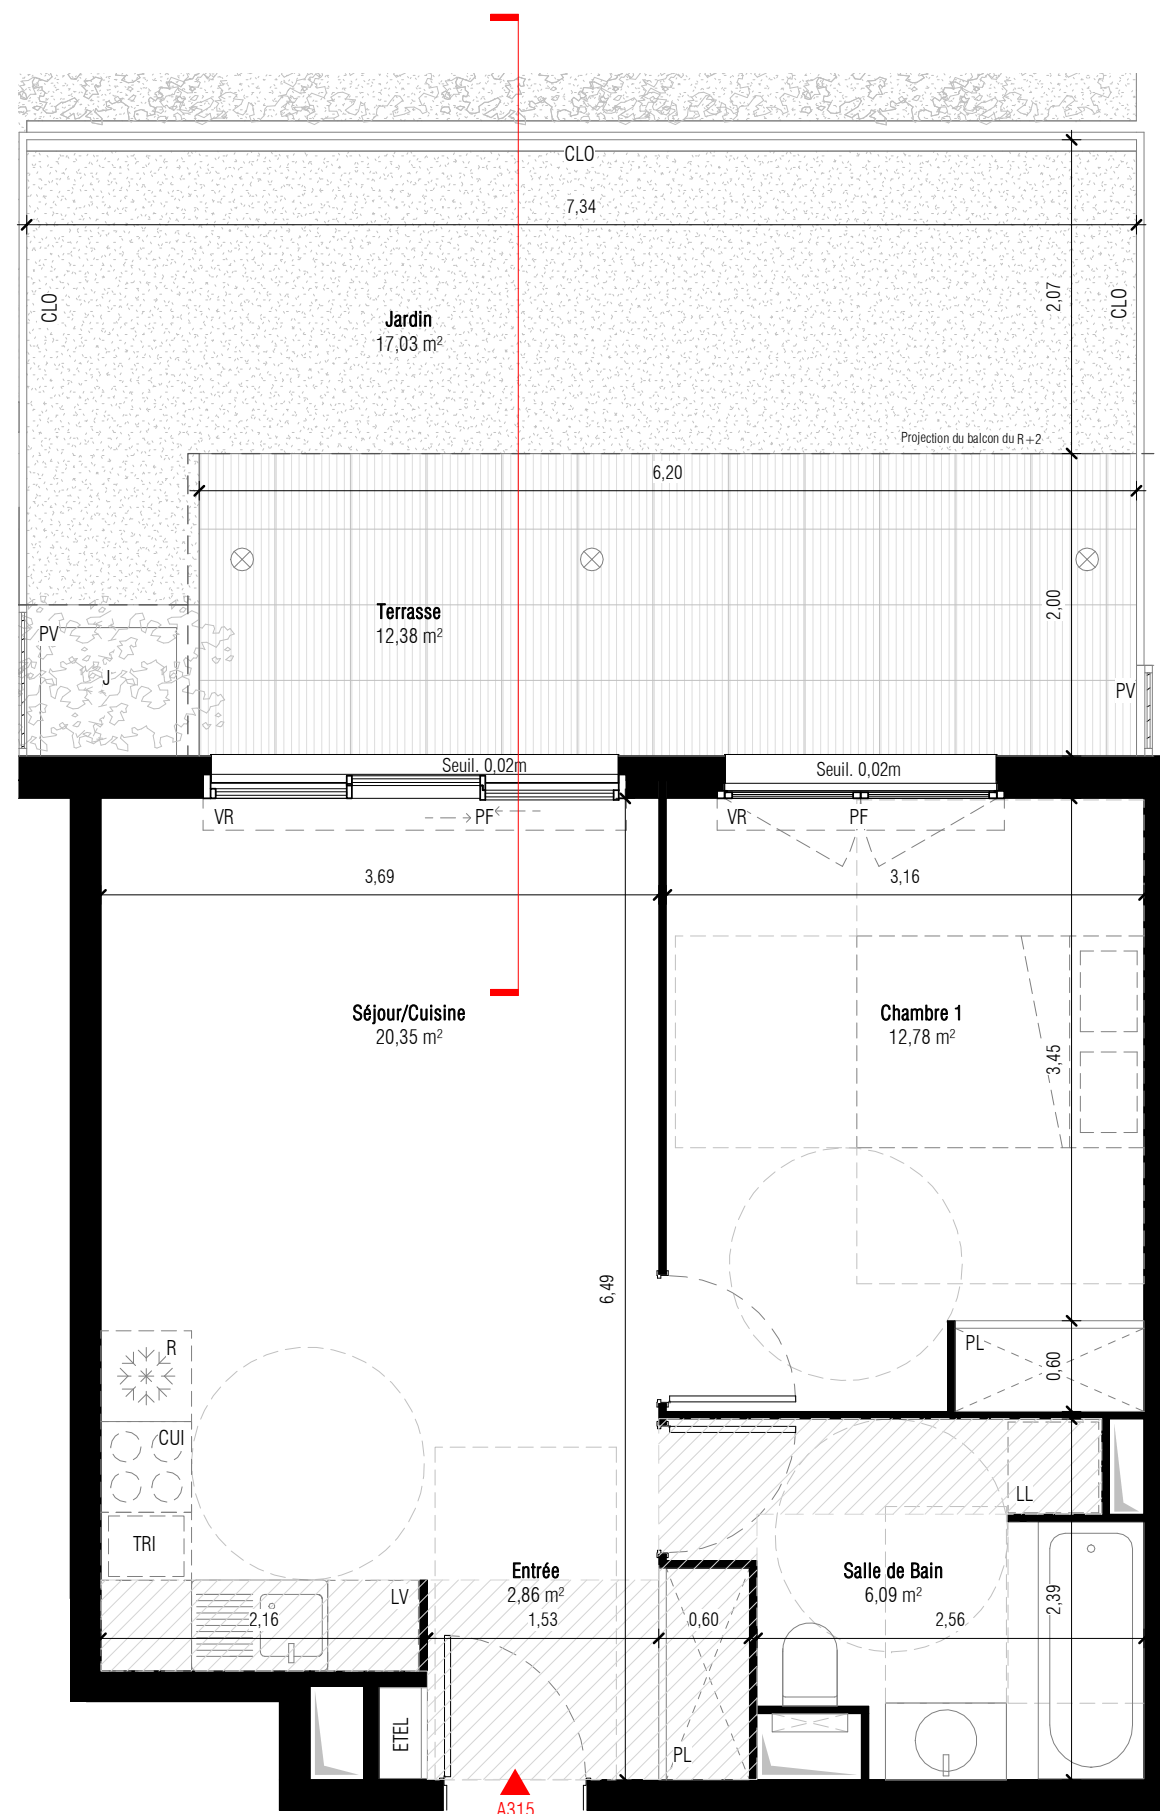 CLO
7,34
CLO
CLO
2,07
Jardin
17,03 m²
Projection du balcon du R+2
6,20
Terrasse
12,38 m²
2,00
PV
J
PV
Seuil. 0,02m
Seuil. 0,02m
VR
PF
VR
PF
3,69
3,16
Séjour/Cuisine
20,35 m²
Chambre 1
12,78 m²
3,45
6,49
R
PL
0,60
CUI
LL
TRI
Entrée
2,86 m²
Salle de Bain
6,09 m²
LV
2,39
2,16
1,53
0,60
2,56
ETEL
PL
A315